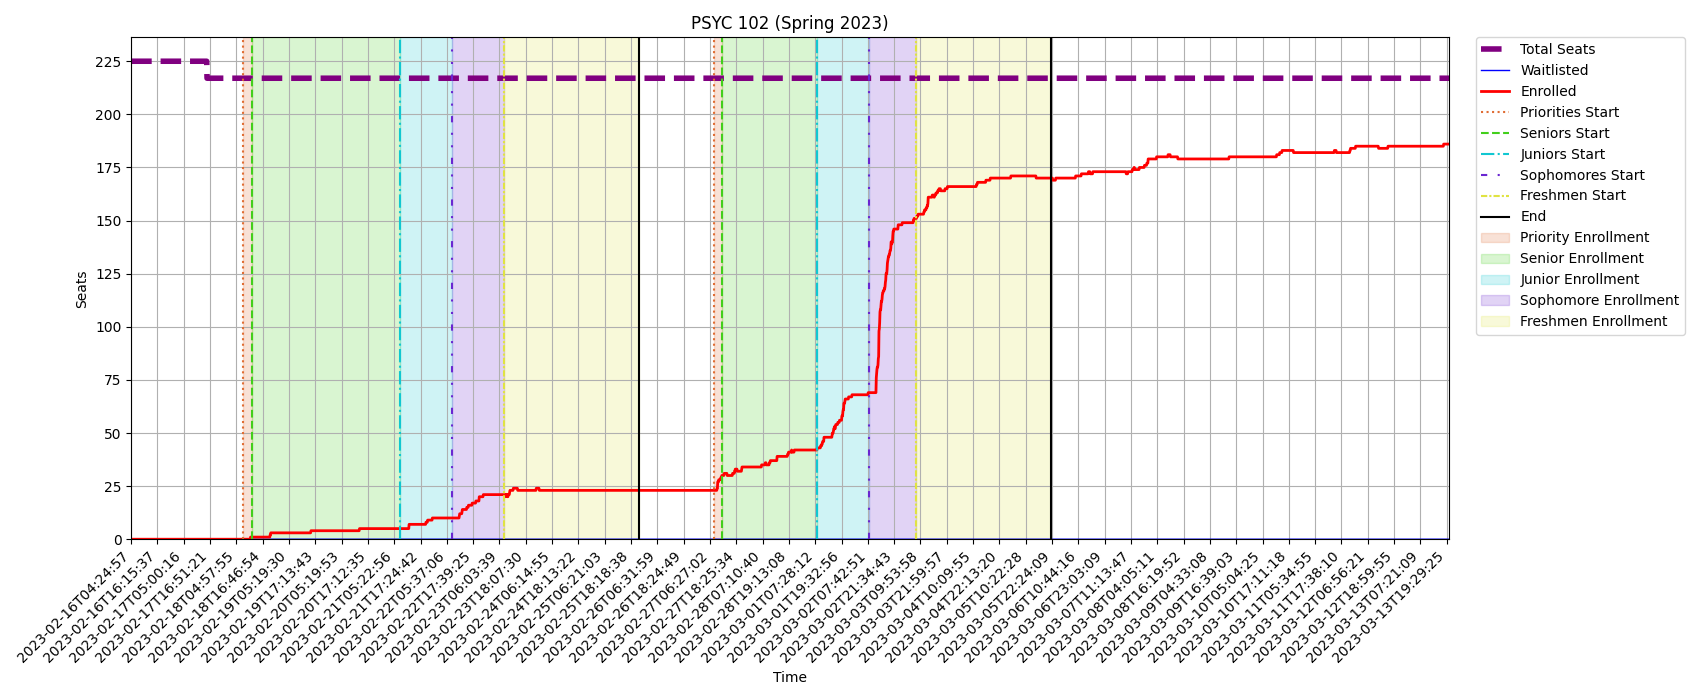 PSYC 102 (Spring 2023)
Seats
225
200
175
150
125
100
75
50
25
0
2023-02-16T04:24:57
2023-02-16T16:15:37
2023-02-17T05:00:16
2023-02-17T16:51:21
2023-02-18T04:57:55
2023-02-18T16:46:54
2023-02-19T05:19:30
2023-02-19T17:13:43
2023-02-20T05:19:53
2023-02-20T17:12:35
2023-02-21T05:22:56
2023-02-21T17:24:42
2023-02-22T05:37:06
2023-02-22T17:39:25
2023-02-23T06:03:39
2023-02-23T18:07:30
2023-02-24T06:14:55
2023-02-24T18:13:22
2023-02-25T06:21:03
2023-02-25T18:18:38
2023-02-26T06:31:59
2023-02-26T18:24:49
2023-02-27T06:27:02
2023-02-27T18:25:34
2023-02-28T07:10:40
2023-02-28T19:13:08
2023-03-01T07:28:12
2023-03-01T19:32:56
2023-03-02T07:42:51
2023-03-02T21:34:43
2023-03-03T09:53:58
2023-03-03T21:59:57
2023-03-04T10:09:55
2023-03-04T22:13:20
2023-03-05T10:22:28
2023-03-05T22:24:09
2023-03-06T10:44:16
2023-03-06T23:03:09
2023-03-07T11:13:47
2023-03-08T04:05:11
2023-03-08T16:19:52
2023-03-09T04:33:08
2023-03-09T16:39:03
2023-03-10T05:04:25
2023-03-10T17:11:18
2023-03-11T05:34:55
2023-03-11T17:38:10
2023-03-12T06:56:21
2023-03-12T18:59:55
2023-03-13T07:21:09
2023-03-13T19:29:25
Time
Total Seats
Waitlisted
Enrolled
Priorities Start
Seniors Start
Juniors Start
Sophomores Start
Freshmen Start
End
Priority Enrollment
Senior Enrollment
Junior Enrollment
Sophomore Enrollment
Freshmen Enrollment